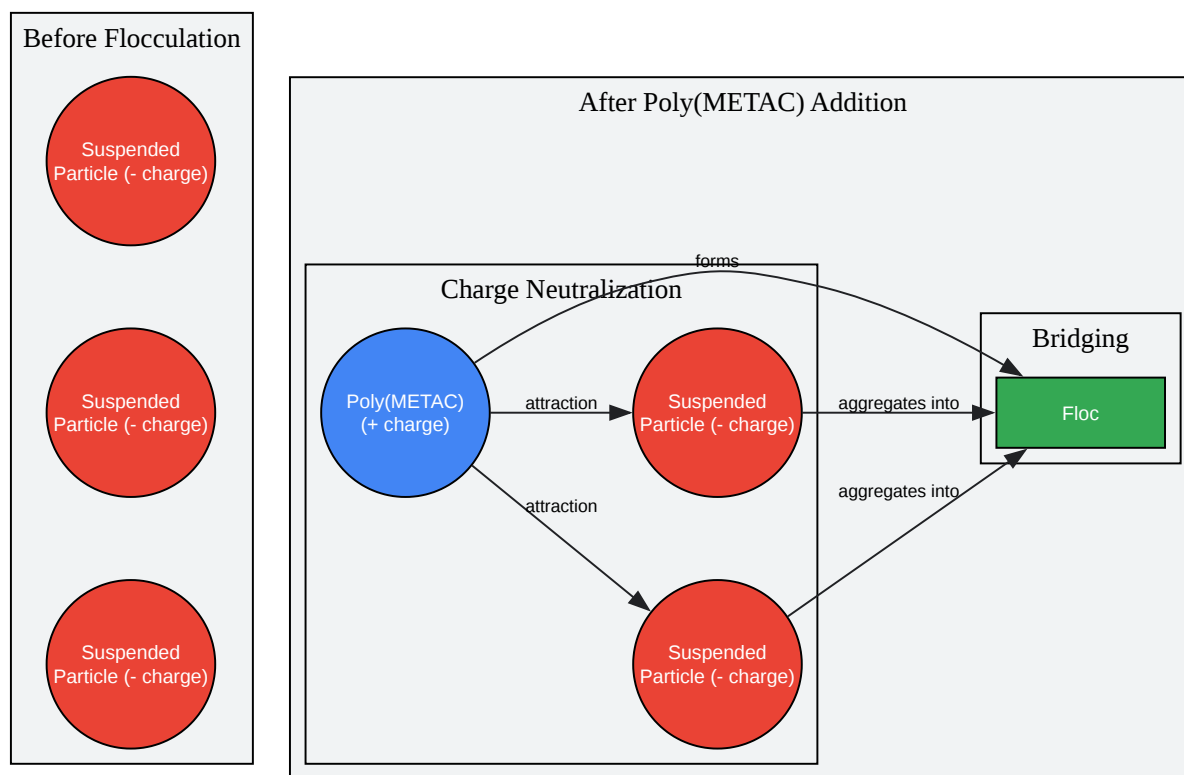 Before Flocculation
Suspended
Particle (- charge)
Suspended
Particle (- charge)
Suspended
Particle (- charge)
After Poly(METAC) Addition
Charge Neutralization
forms
Poly(METAC)
(+ charge)
attraction
attraction
Suspended
Particle (- charge)
Suspended
Particle (- charge)
aggregates into
aggregates into
Bridging
Floc